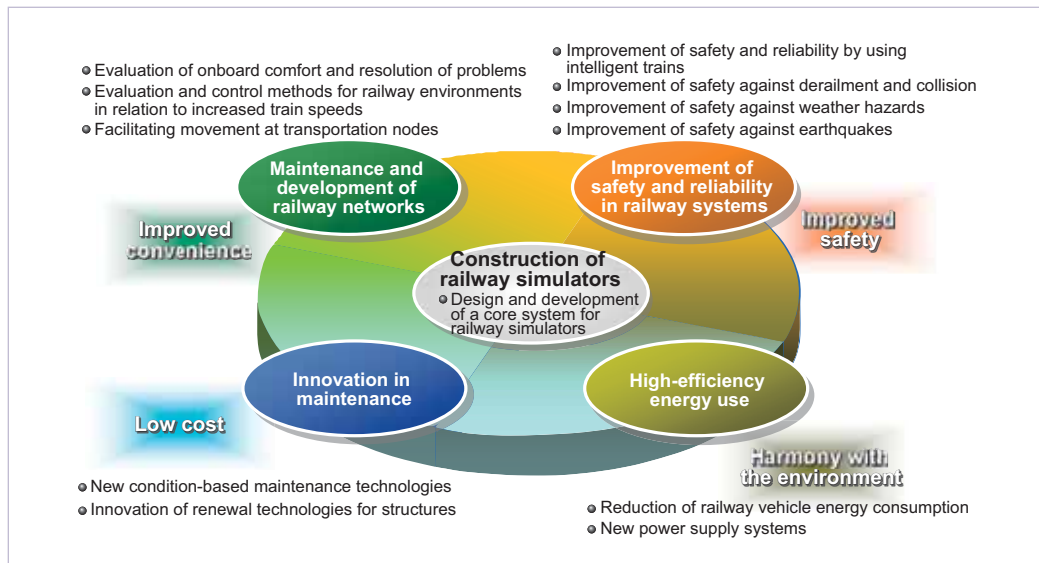 Evaluation of onboard comfort and resolution of problems
Evaluation and control methods for railway environments
in relation to increased train speeds
Facilitating movement at transportation nodes
Improvement of safety and reliability by using
intelligent trains
Improvement of safety against derailment and collision
Improvement of safety against weather hazards
Improvement of safety against earthquakes
Maintenance and
development of
railway networks
Improvement of
safety and reliability
in railway systems
Improved
convenience
Improved
safety
Construction of
railway simulators
Design and development
of a core system for
railway simulators
Innovation in
maintenance
High-efficiency
energy use
Low cost
Harmony with
the environment
New condition-based maintenance technologies
Innovation of renewal technologies for structures
Reduction of railway vehicle energy consumption
New power supply systems